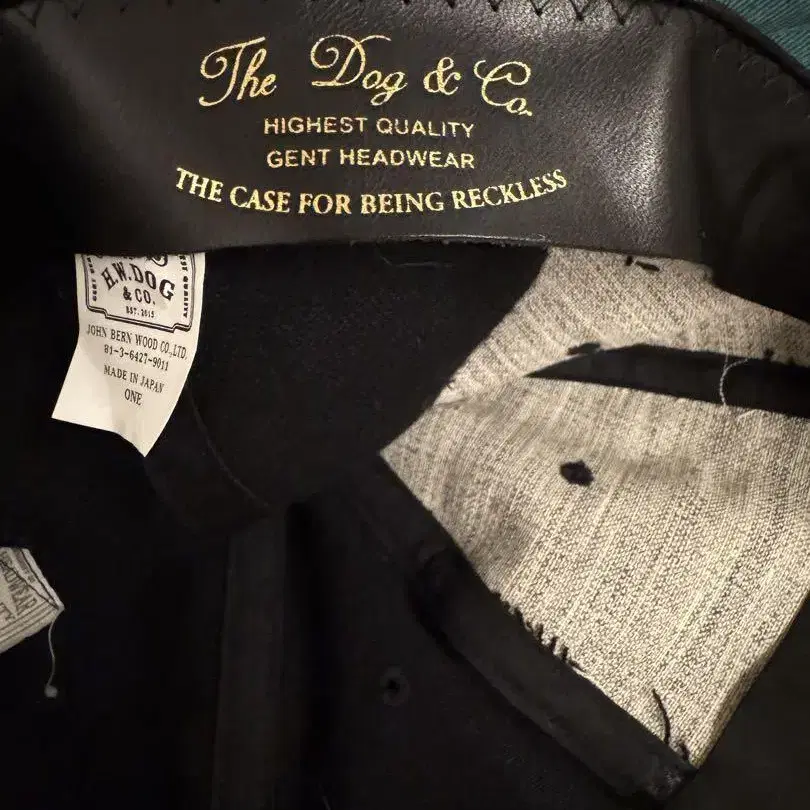 The Dog & Co.
HIGHEST QUALITY
GENT HEADWEAR
THE CASE FOR BEING RECKLESS
H.W.DOG
& CO.
EST. 2015
JOHN BERN WOOD CO.,LTD.
81-3-6427-9011
MADE IN JAPAN
ONE